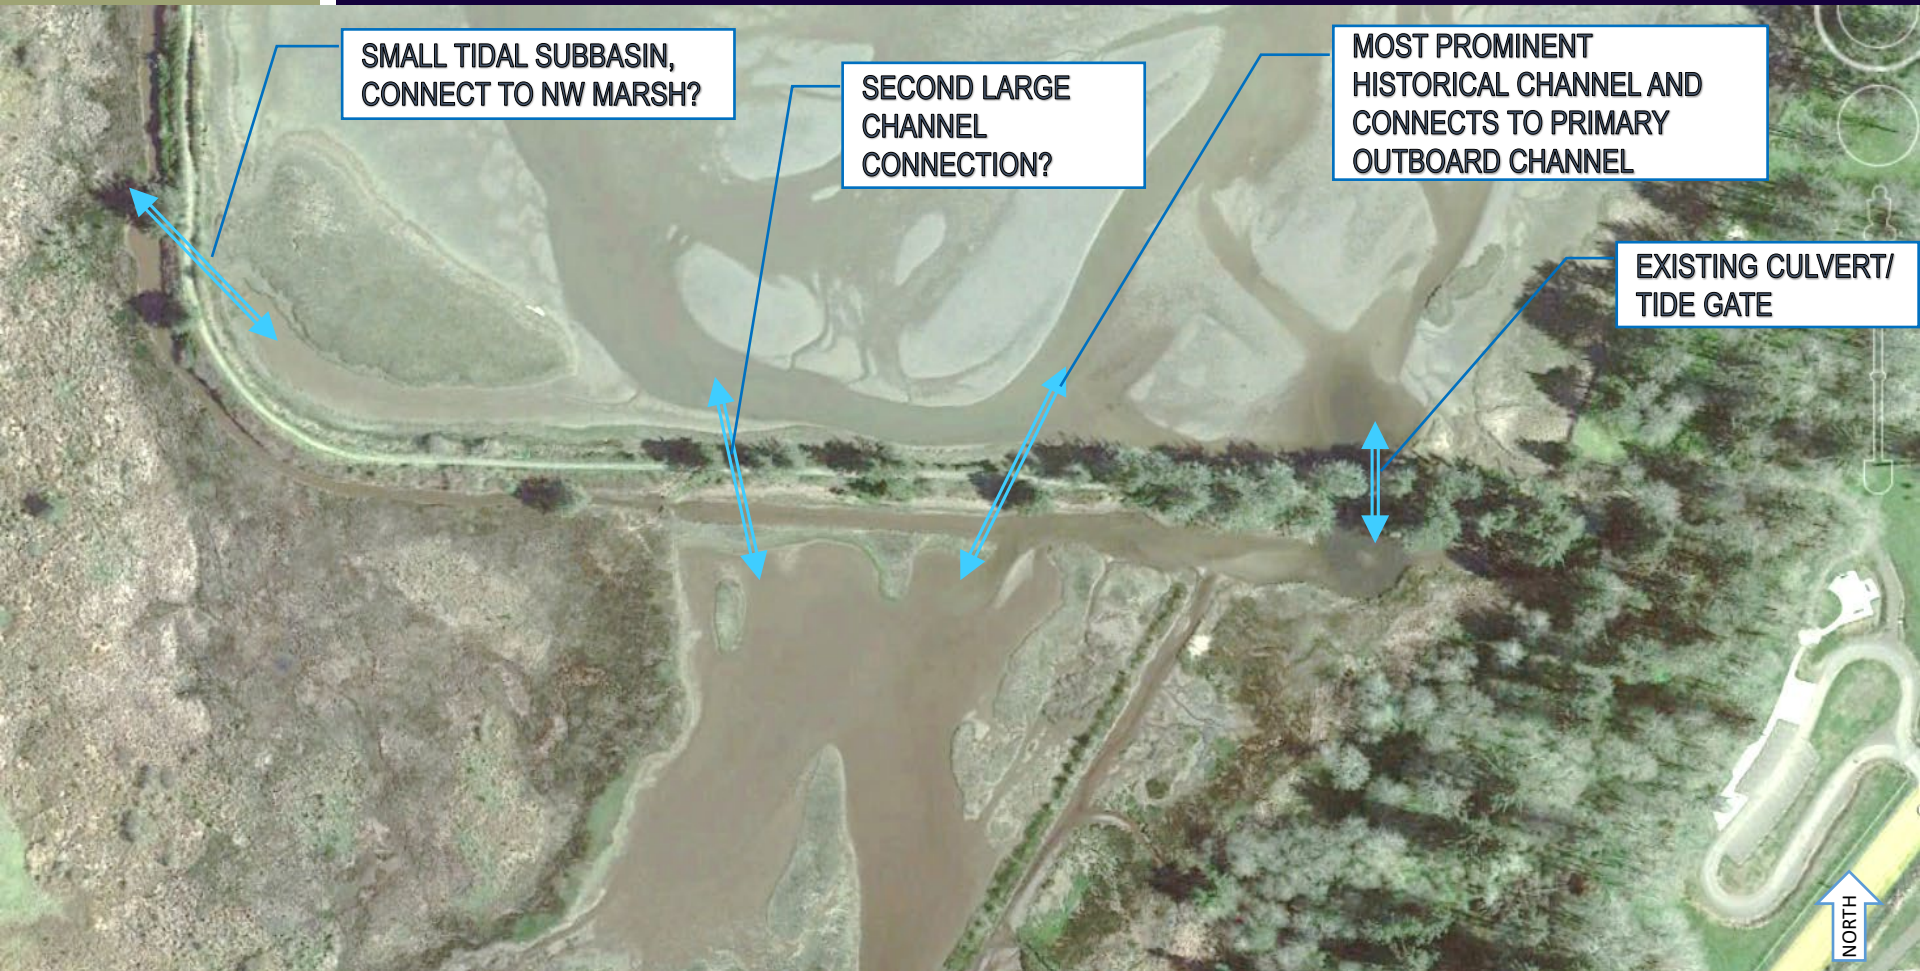 SMALL TIDAL SUBBASIN,
CONNECT TO NW MARSH?
SECOND LARGE
CHANNEL
CONNECTION?
MOST PROMINENT
HISTORICAL CHANNEL AND
CONNECTS TO PRIMARY
OUTBOARD CHANNEL
EXISTING CULVERT/
TIDE GATE
NORTH